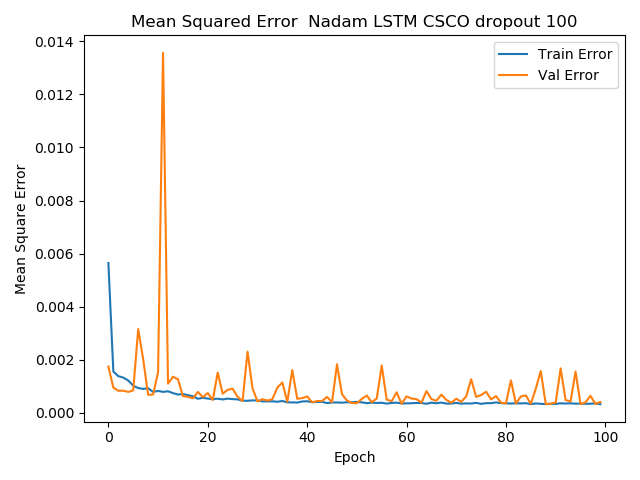 Mean Squared Error  Nadam LSTM CSCO dropout 100
Train Error
Val Error
Mean Square Error
0.014
0.012
0.010
0.008
0.006
0.004
0.002
0.000
0 20 40 60 80 100
Epoch